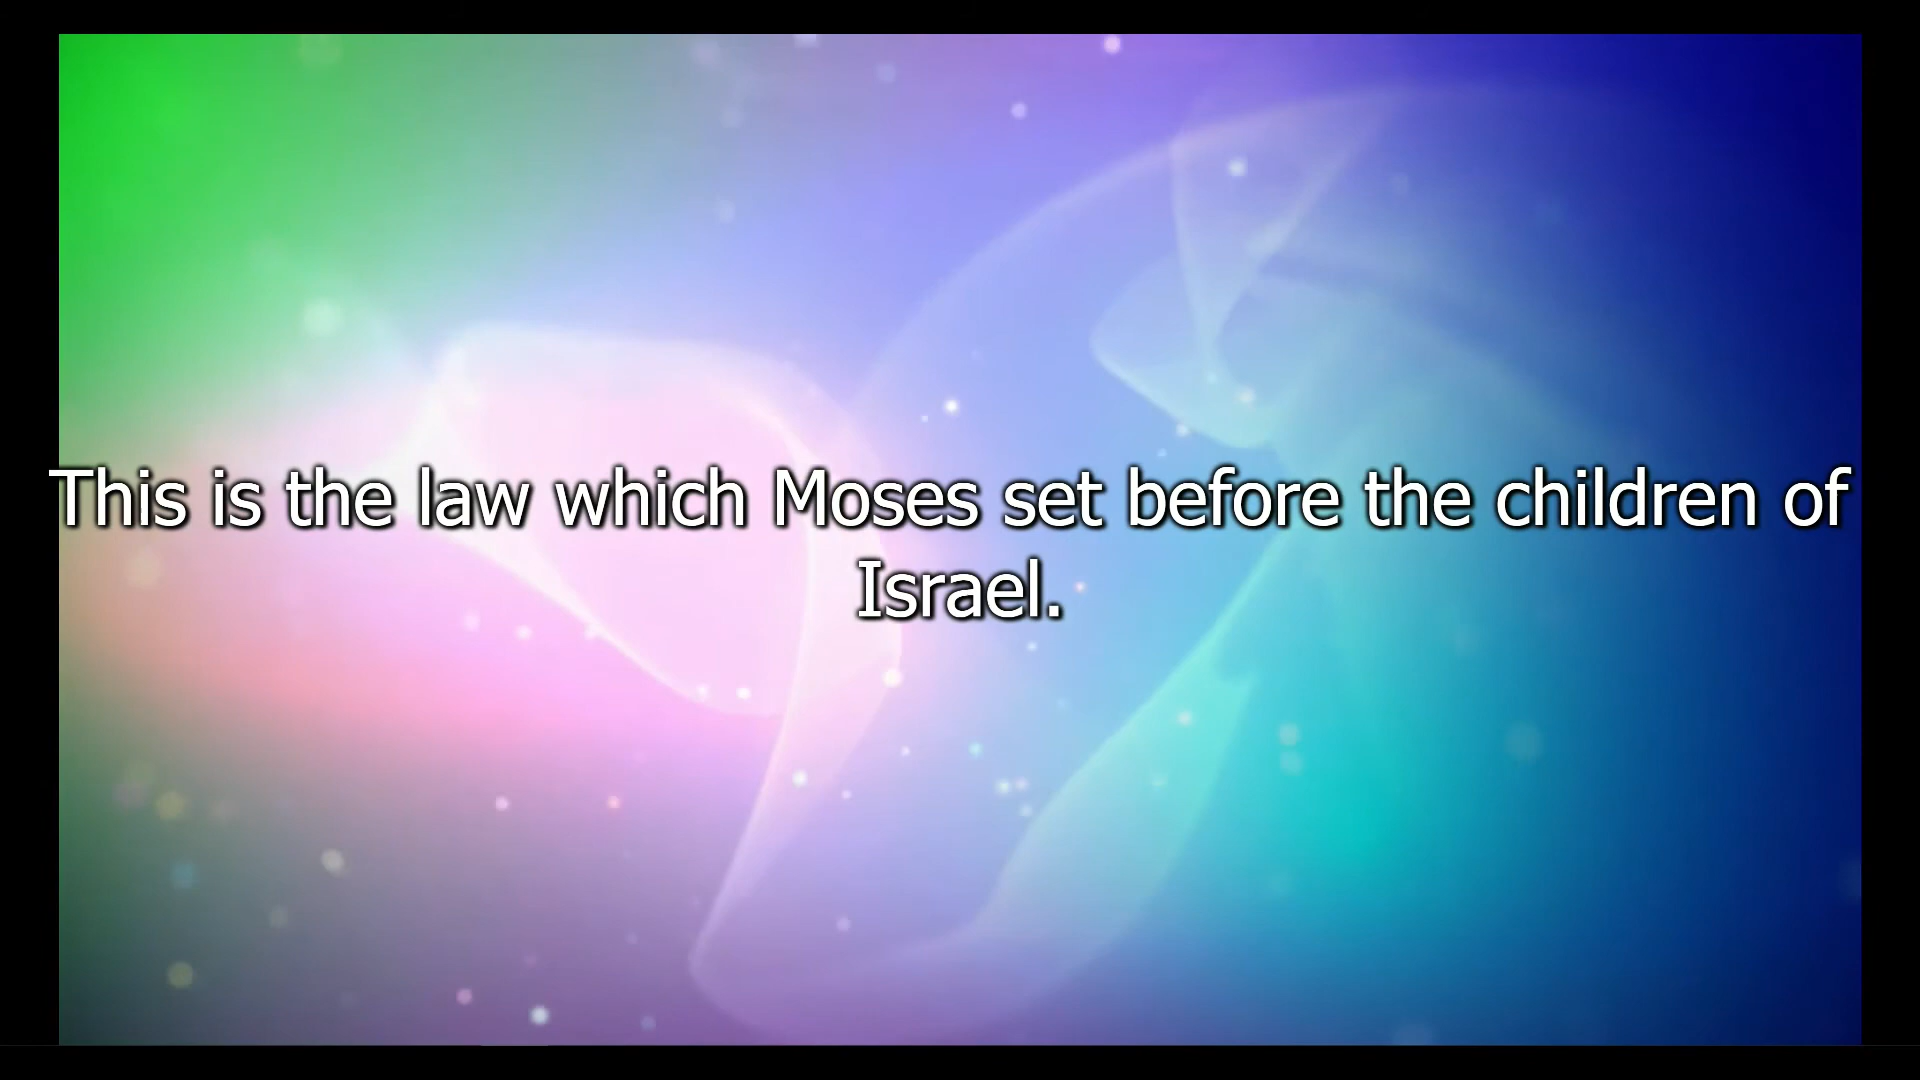 This is the law which Moses set before the children of
Israel.